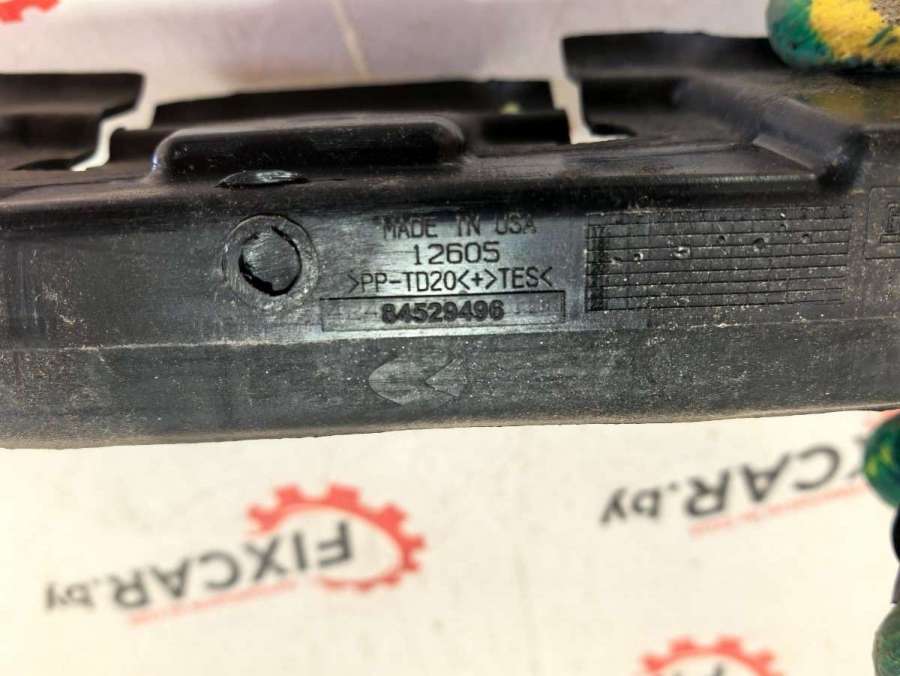 MADE IN USA
12605
>PP-TD20<+>TES<
84529496
FIXCAR.by
FIXCAR.by